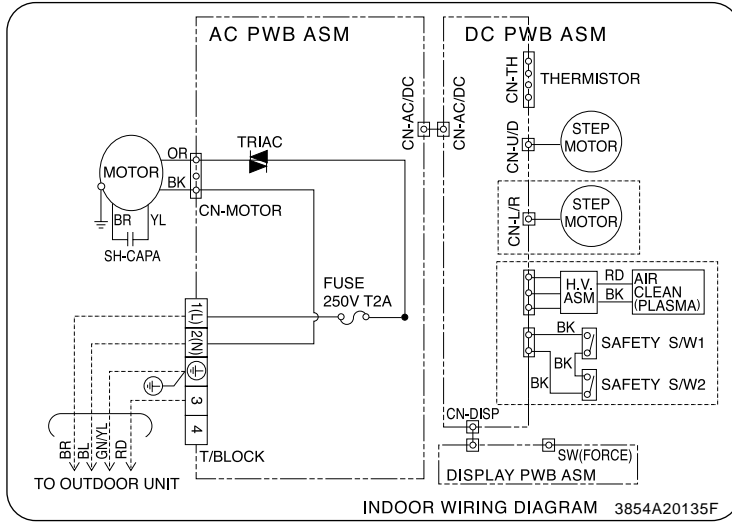 AC PWB ASM
DC PWB ASM
CN-TH
THERMISTOR
CN-AC/DC
CN-AC/DC
CN-U/D
STEP
MOTOR
TRIAC
OR
MOTOR
BK
CN-MOTOR
BR
YL
SH-CAPA
CN-L/R
STEP
MOTOR
FUSE
250V T2A
H.V.
ASM
RD
BK
AIR
CLEAN
(PLASMA)
1(L)
2(N)
3
4
BK
SAFETY S/W1
BK
BK
SAFETY S/W2
CN-DISP
BR
BL
GN/YL
RD
T/BLOCK
SW(FORCE)
TO OUTDOOR UNIT
DISPLAY PWB ASM
INDOOR WIRING DIAGRAM 3854A20135F